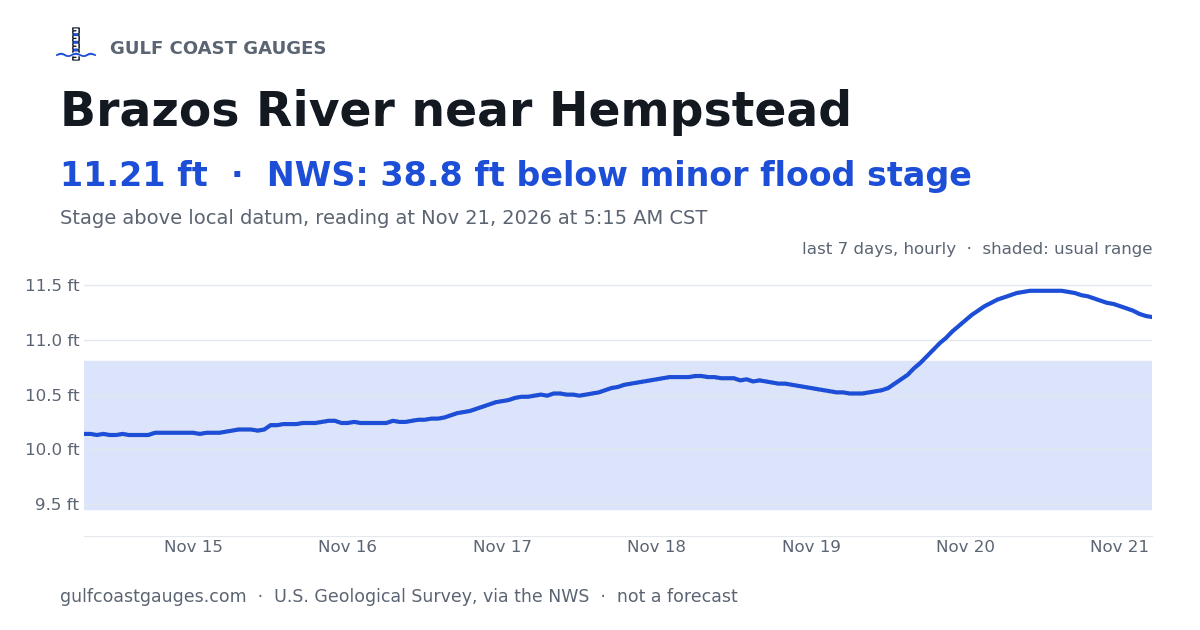 GULF COAST GAUGES
Brazos River near Hempstead
11.21 ft · NWS: 38.8 ft below minor flood stage
Stage above local datum, reading at Nov 21, 2026 at 5:15 AM CST
last 7 days, hourly · shaded: usual range
11.5 ft
11.0 ft
10.5 ft
10.0 ft
9.5 ft
Nov 15 Nov 16 Nov 17 Nov 18 Nov 19 Nov 20 Nov 21
gulfcoastgauges.com · U.S. Geological Survey, via the NWS · not a forecast